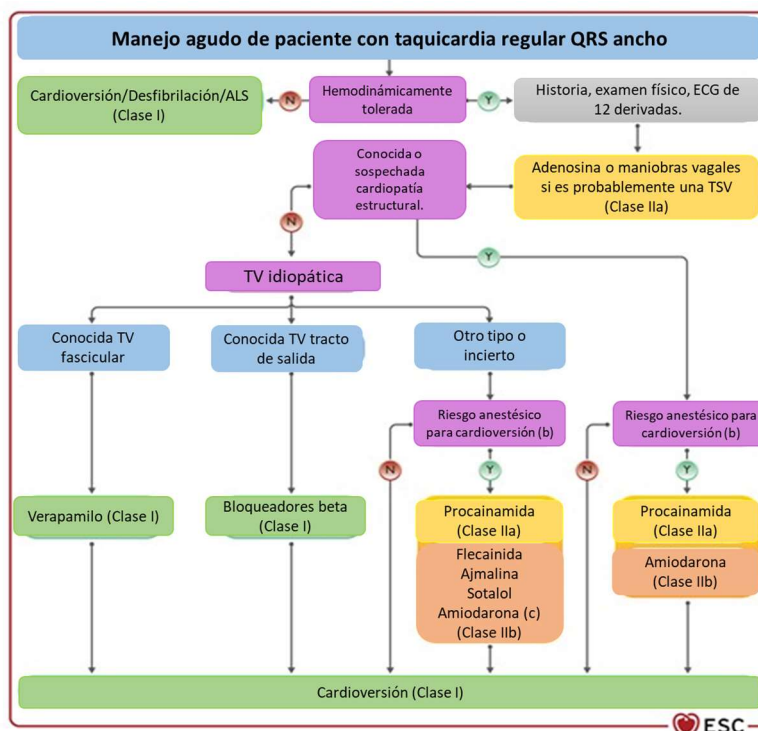 Manejo agudo de paciente con taquicardia regular QRS ancho
Cardioversión/Desfibrilación/ALS
(Clase I)
N
Hemodinámicamente
tolerada
Y
Historia, examen físico, ECG de
12 derivadas.
Conocida o
sospechada
cardiopatía
estructural.
Adenosina o maniobras vagales
si es probablemente una TSV
(Clase IIa)
N
Y
TV idiopática
Conocida TV
fascicular
Conocida TV tracto
de salida
Otro tipo o
incierto
Riesgo anestésico
para cardioversión (b)
Riesgo anestésico para
cardioversión (b)
N
Y
N
Y
Verapamilo (Clase I)
Bloqueadores beta
(Clase I)
Procainamida
(Clase IIa)
Flecainida
Ajmalina
Sotalol
Amiodarona (c)
(Clase IIb)
Procainamida
(Clase IIa)
Amiodarona
(Clase IIb)
Cardioversión (Clase I)
ESC